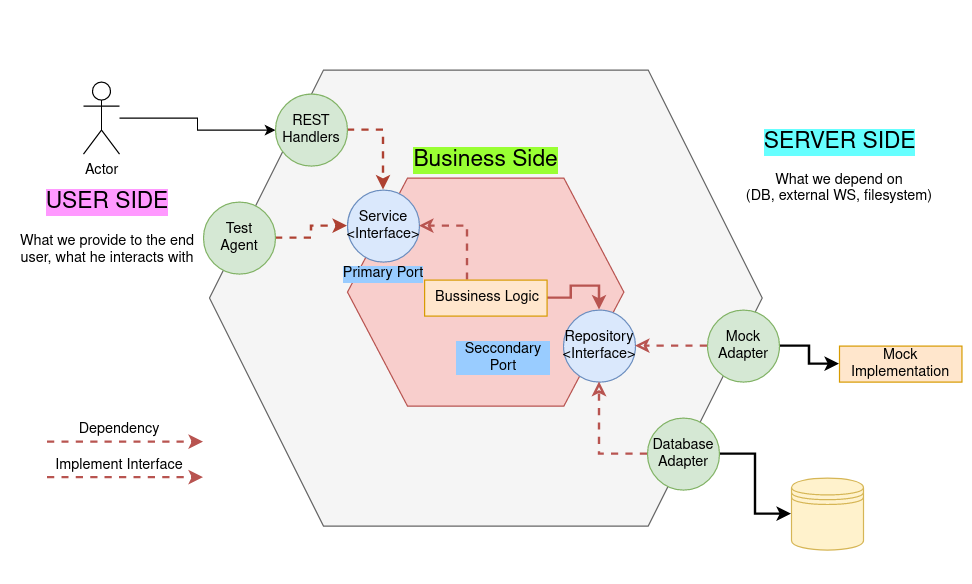 Actor
USER SIDE
What we provide to the end
user, what he interacts with
REST
Handlers
Test
Agent
Business Side
Service
<Interface>
Primary Port
Bussiness Logic
Repository
<Interface>
Seccondary
Port
SERVER SIDE
What we depend on
(DB, external WS, filesystem)
Mock
Adapter
Mock
Implementation
Database
Adapter
Dependency
Implement Interface